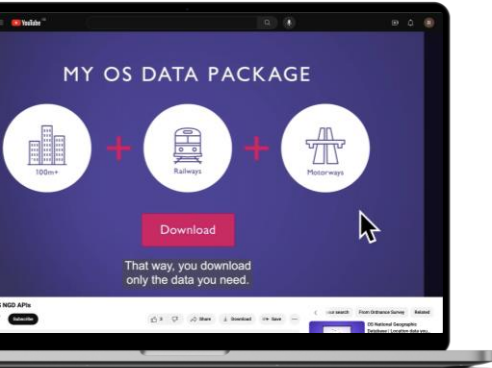 YouTube
MY OS DATA PACKAGE
100m+
Railways
Motorways
Download
That way, you download
only the data you need.
NGD APIs
Subscribe
Share
Download
Save
search
From Ordnance Survey
Related
OS National Geographic
Database | Location data you...